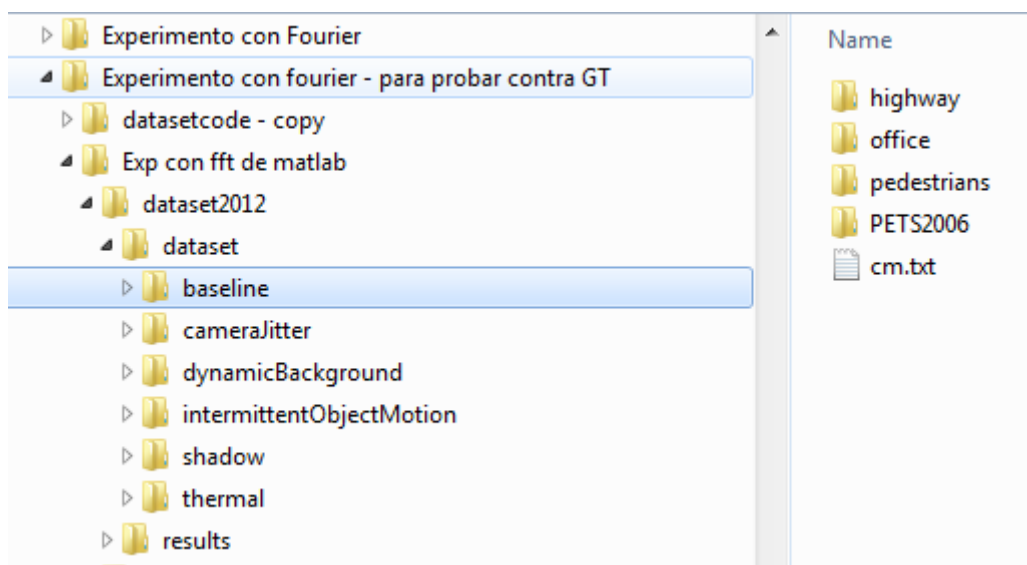 Experimento con Fourier
Experimento con fourier - para probar contra GT
datasetcode - copy
Exp con fft de matlab
dataset2012
dataset
baseline
cameraJitter
dynamicBackground
intermittentObjectMotion
shadow
thermal
results
Name
highway
office
pedestrians
PETS2006
cm.txt